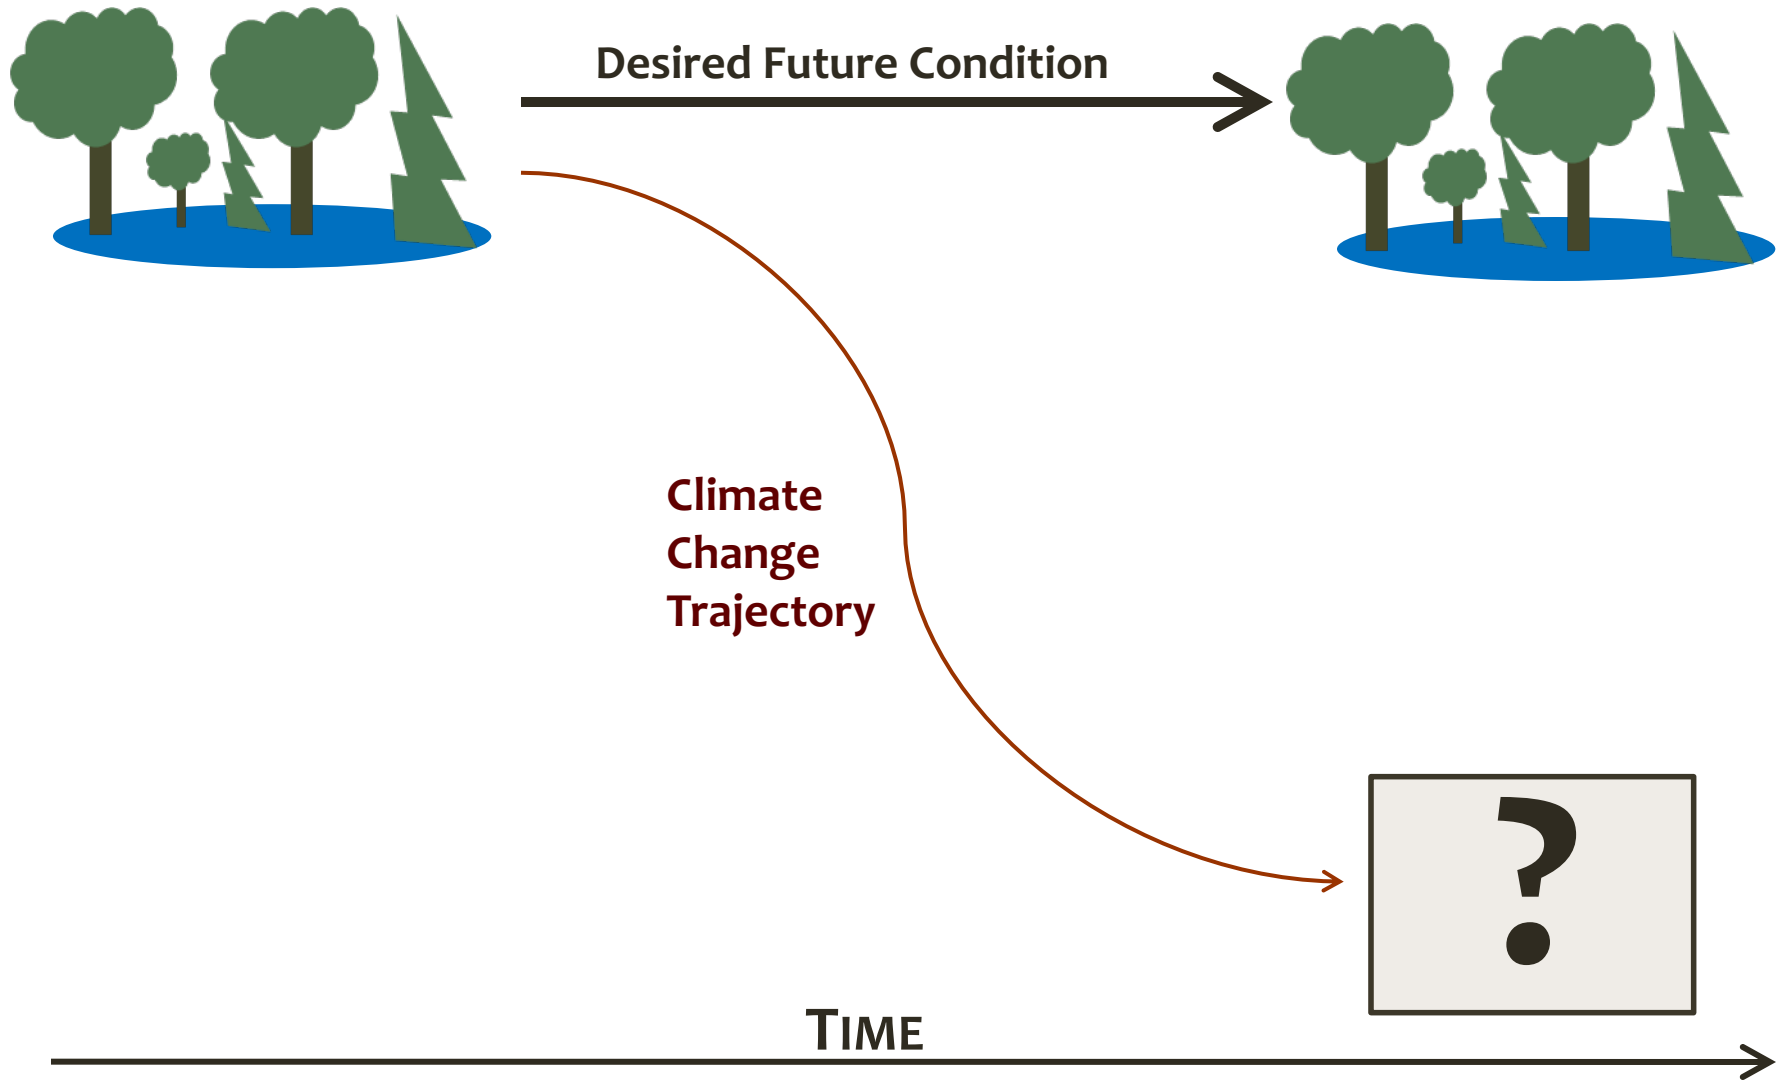 Desired Future Condition
Climate
Change
Trajectory
?
TIME